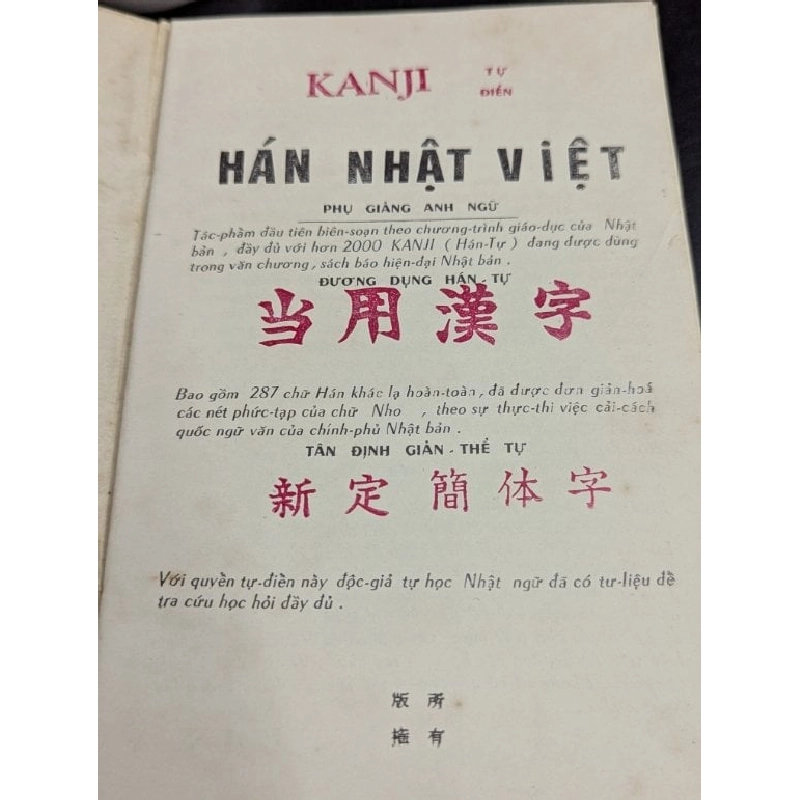 KANJI TỰ ĐIỂN
HÁN NHẬT VIỆT
PHỤ GIẢNG ANH NGỮ
Tác-phẩm đầu tiên biên-soạn theo chương-trình giáo-dục của Nhật
bản , đầy đủ với hơn 2000 KANJI ( Hán-Tự ) đang được dùng
trong văn chương , sách báo hiện-đại Nhật bản .
ĐƯƠNG DỤNG HÁN - TỰ
当用漢字
Bao gồm 287 chữ Hán khác lạ hoàn-toàn , đã được đơn giản-hoá
các nét phức-tạp của chữ Nho , theo sự thực-thi việc cải-cách
quốc ngữ văn của chính-phủ Nhật bản .
TÂN ĐỊNH GIẢN - THỂ TỰ
新定簡体字
Với quyển tự-điển này độc-giả tự học Nhật ngữ đã có tư-liệu để
tra cứu học hỏi đầy đủ .
版 所
有